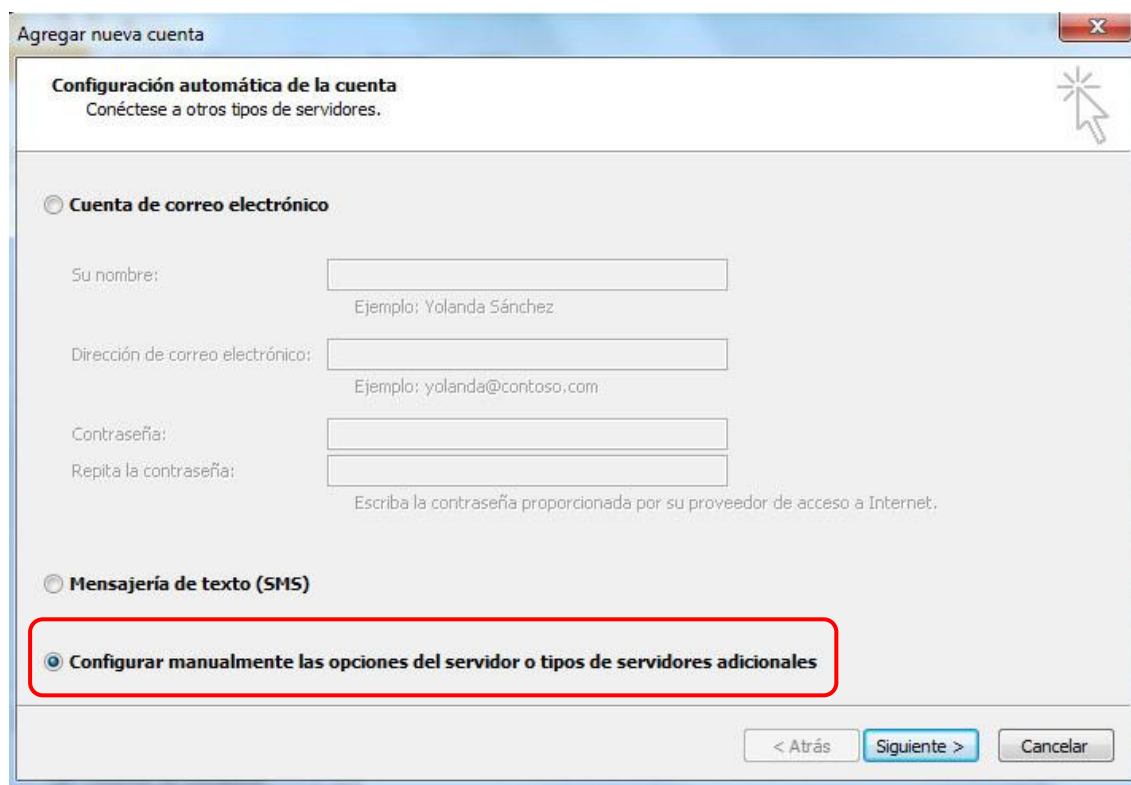 Agregar nueva cuenta
Configuración automática de la cuenta
Conéctese a otros tipos de servidores.
Cuenta de correo electrónico
Su nombre:
Ejemplo: Yolanda Sánchez
Dirección de correo electrónico:
Ejemplo: yolanda@contoso.com
Contraseña:
Repita la contraseña:
Escriba la contraseña proporcionada por su proveedor de acceso a Internet.
Mensajería de texto (SMS)
Configurar manualmente las opciones del servidor o tipos de servidores adicionales
< Atrás Siguiente > Cancelar